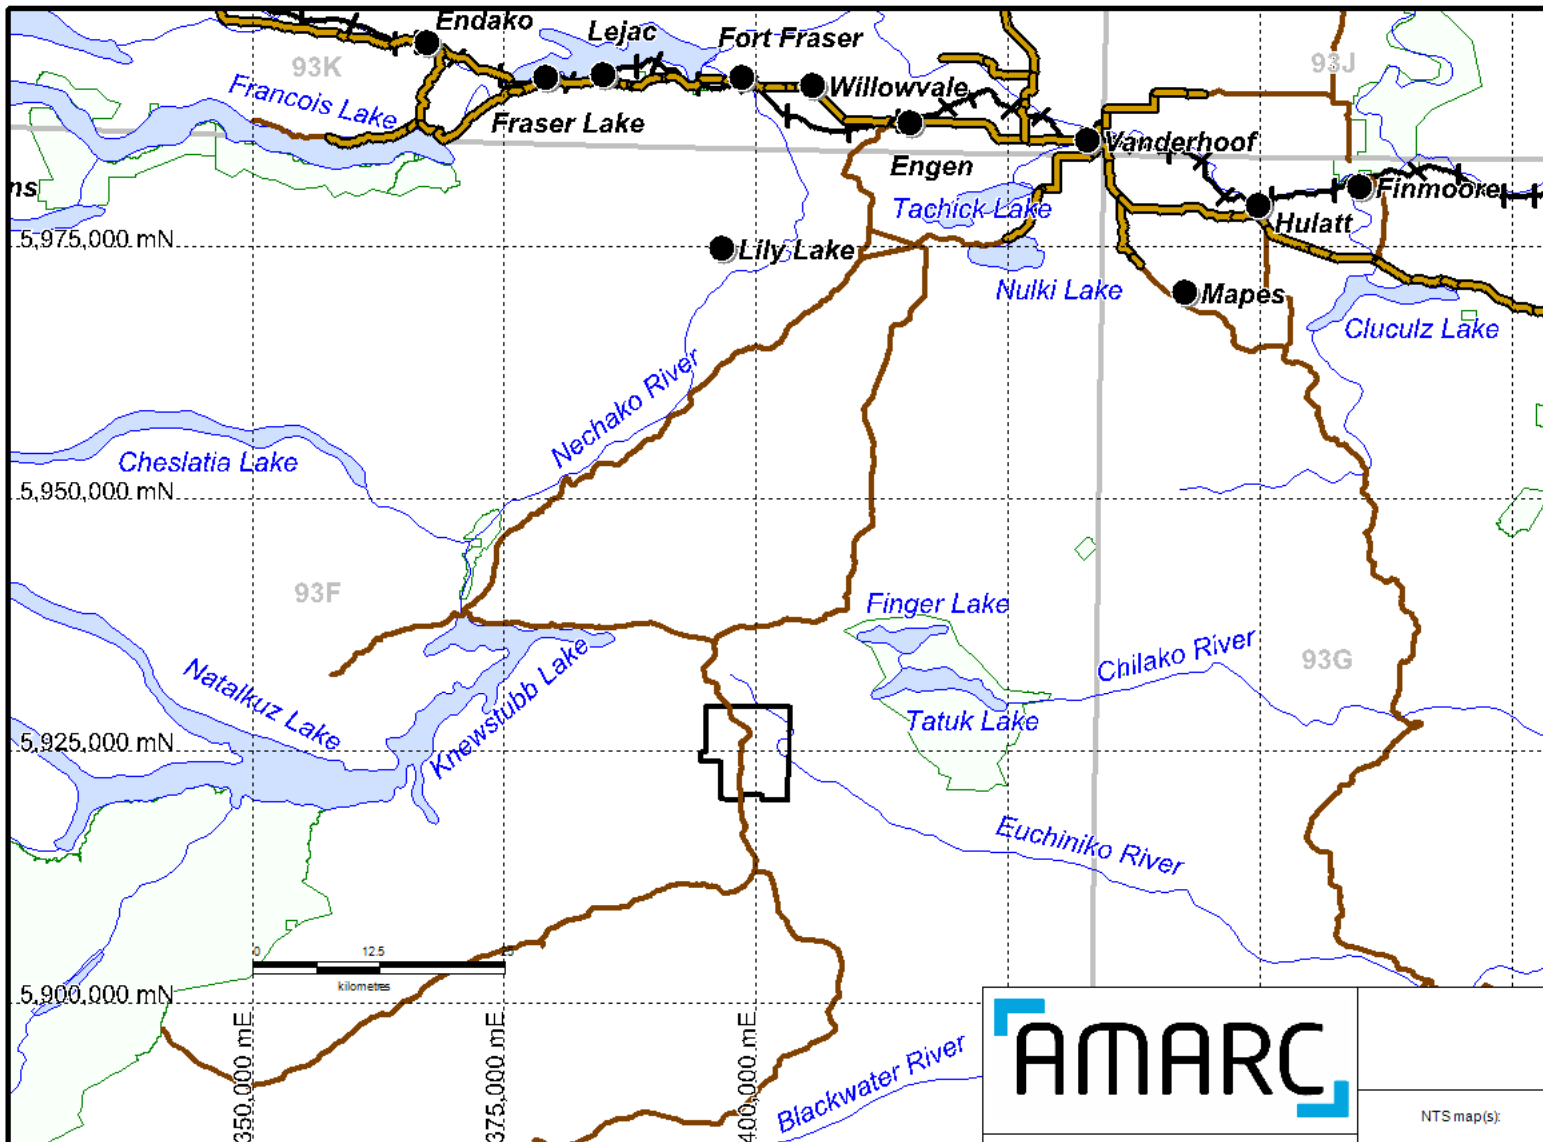 Endako
Lejac
Fort Fraser
93K
93J
Francois Lake
Willowvale
Fraser Lake
Vanderhoof
Engen
ns
Finmoore
Tachick Lake
Hulatt
5,975,000 mN
Lily Lake
Nulki Lake
Mapes
Cluculz Lake
Nechako River
Cheslatia Lake
5,950,000 mN
93F
Finger Lake
Chilako River
93G
Natalkuz Lake
Knewstubb Lake
Tatuk Lake
5,925,000 mN
Euchiniko River
0 12.5 25
kilometres
5,900,000 mN
350,000 mE
375,000 mE
400,000 mE
Blackwater River
AMARC
NTS map(s):